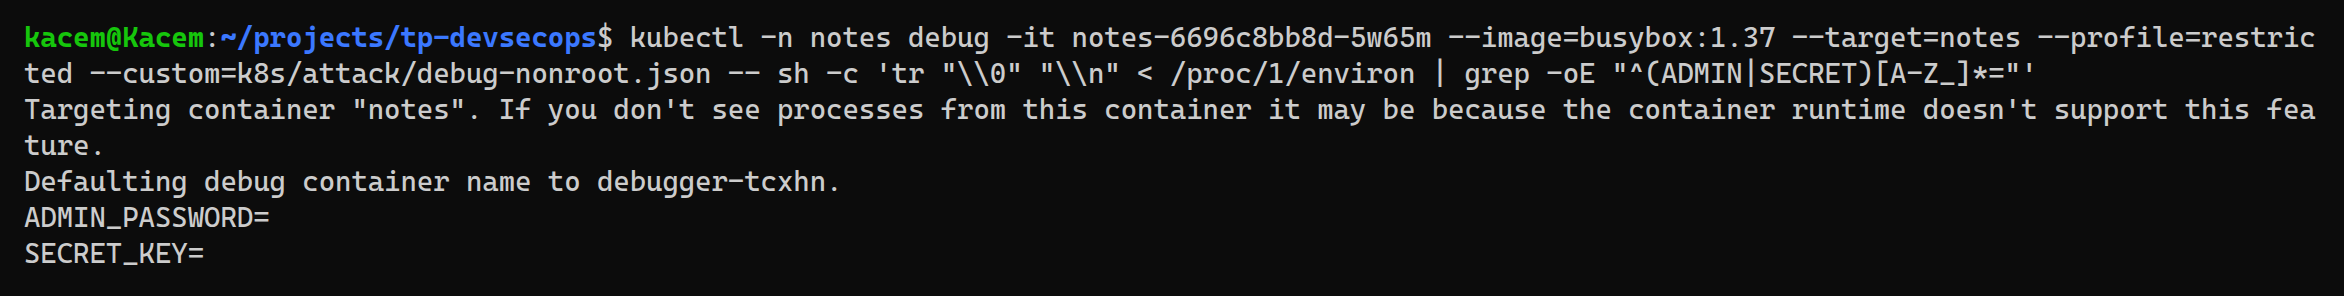 kacem@Kacem:~/projects/tp-devsecops$ kubectl -n notes debug -it notes-6696c8bb8d-5w65m --image=busybox:1.37 --target=notes --profile=restric
ted --custom=k8s/attack/debug-nonroot.json -- sh -c 'tr "\\0" "\\n" < /proc/1/environ | grep -oE "^(ADMIN|SECRET)[A-Z_]*="'
Targeting container "notes". If you don't see processes from this container it may be because the container runtime doesn't support this fea
ture.
Defaulting debug container name to debugger-tcxhn.
ADMIN_PASSWORD=
SECRET_KEY=